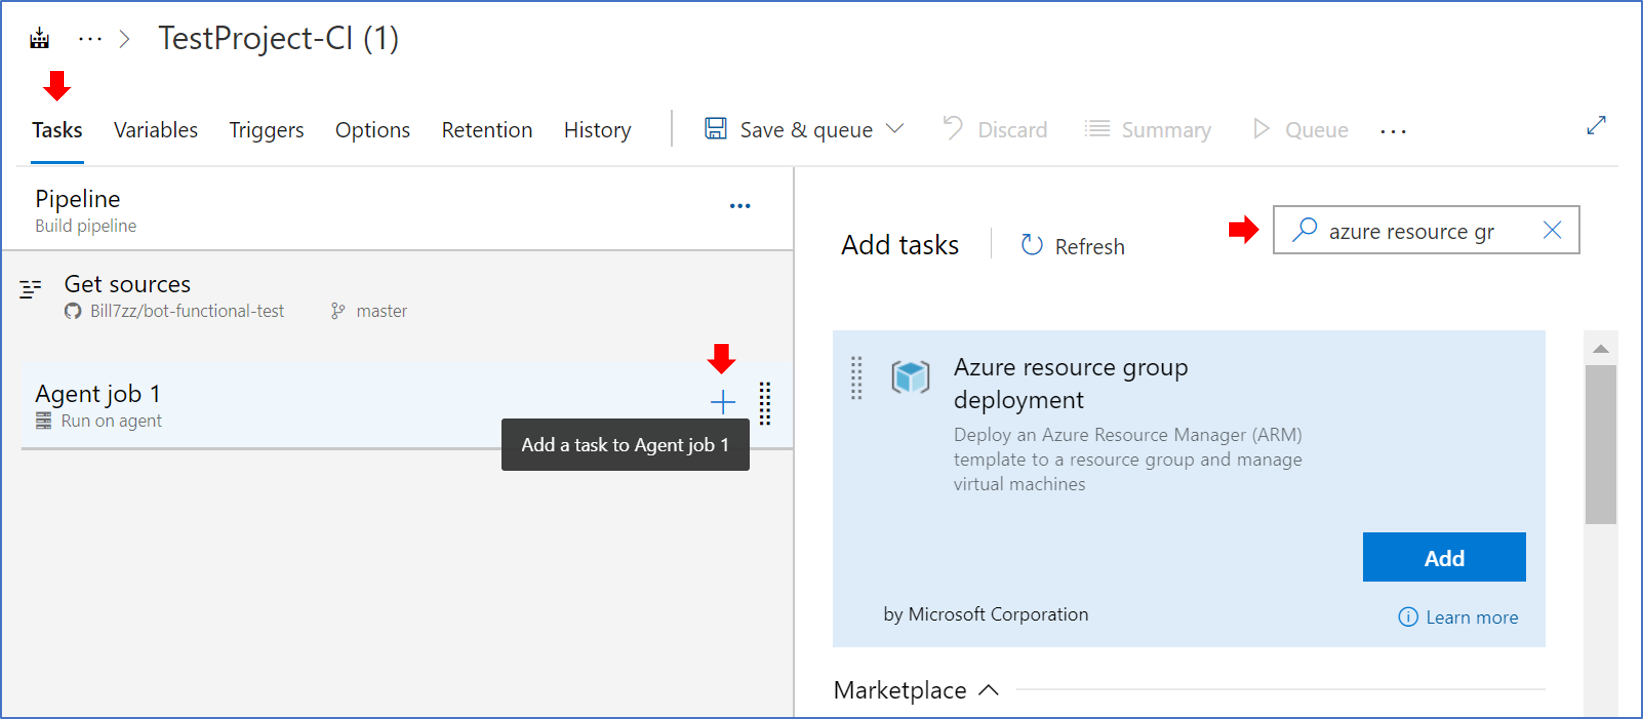 ... > TestProject-CI (1)
Tasks Variables Triggers Options Retention History Save & queue Discard Summary Queue ...
Pipeline ...
Build pipeline
Get sources
Bill7zz/bot-functional-test master
Agent job 1
Run on agent
Add a task to Agent job 1
Add tasks Refresh azure resource gr
Azure resource group
deployment
Deploy an Azure Resource Manager (ARM)
template to a resource group and manage
virtual machines
Add
by Microsoft Corporation Learn more
Marketplace